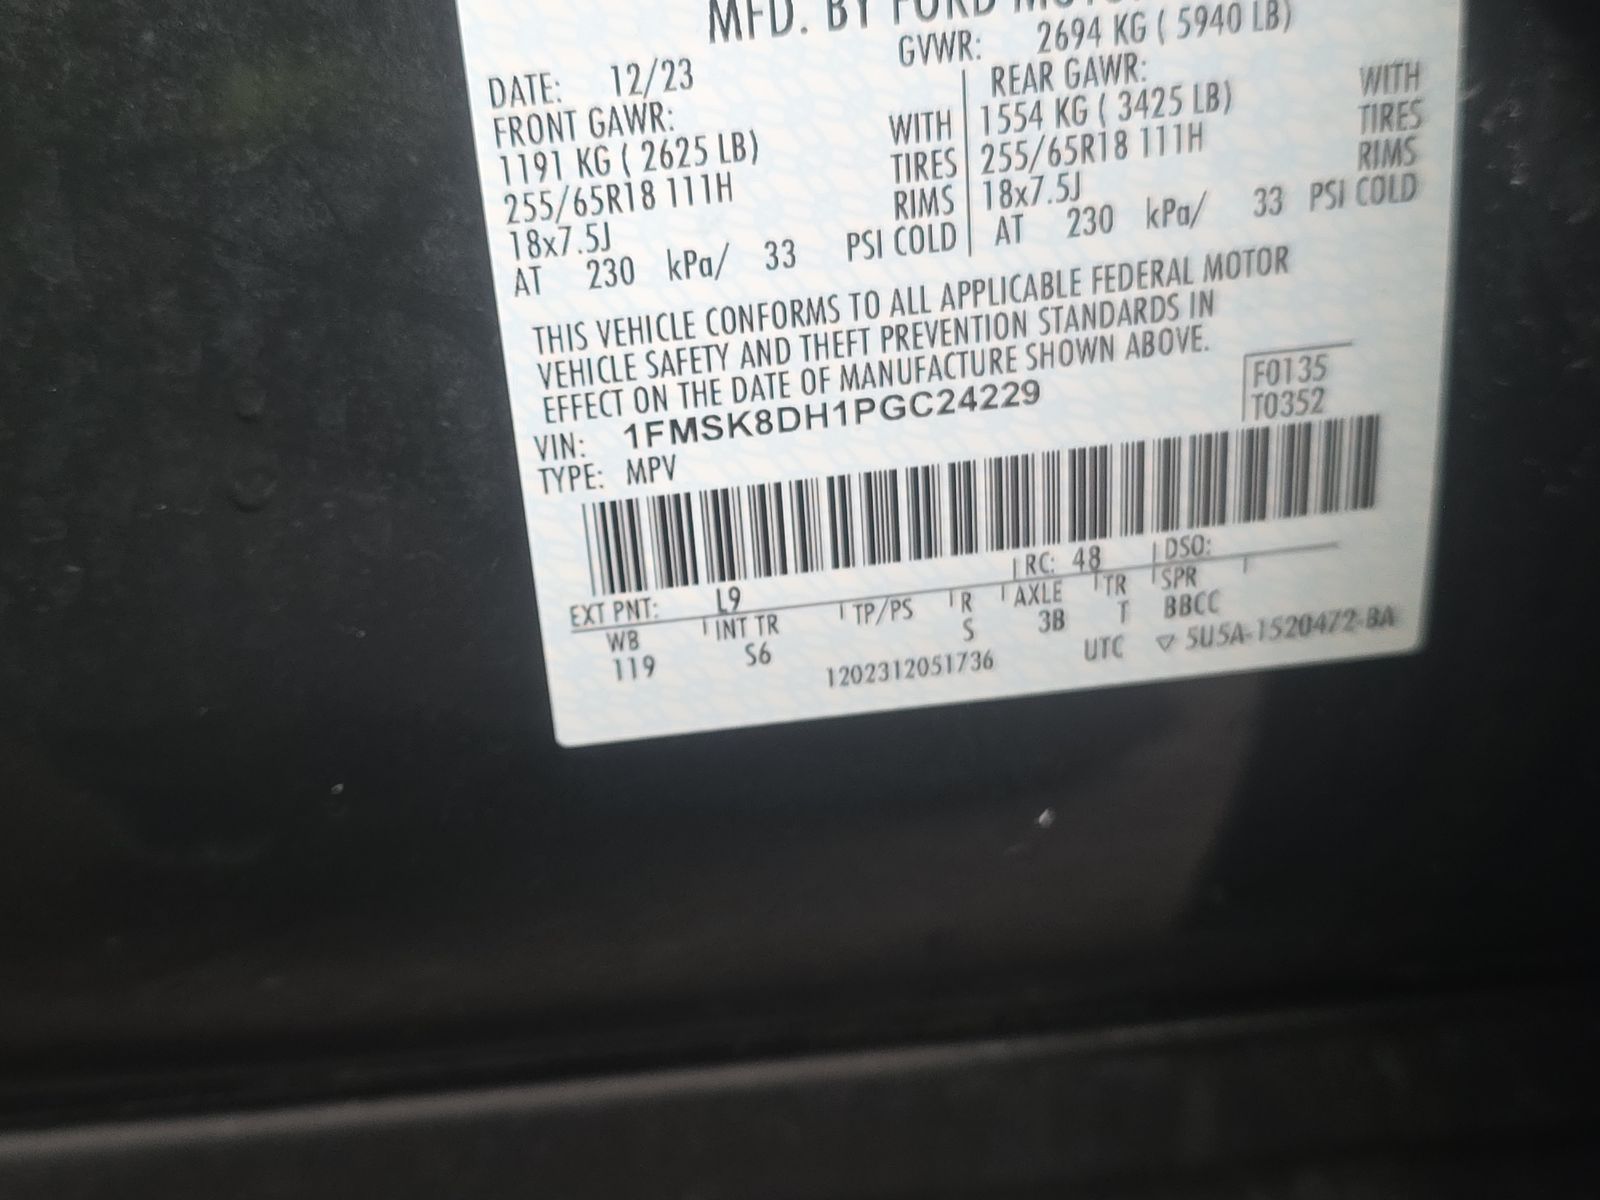 MFD. BY FORD MOTOR
GVWR: 2694 KG ( 5940 LB)
DATE: 12/23
FRONT GAWR:
1191 KG ( 2625 LB) WITH
255/65R18 111H TIRES
18x7.5J RIMS
AT 230 kPa/ 33 PSI COLD
REAR GAWR:
1554 KG ( 3425 LB) WITH
255/65R18 111H TIRES
18x7.5J RIMS
AT 230 kPa/ 33 PSI COLD
THIS VEHICLE CONFORMS TO ALL APPLICABLE FEDERAL MOTOR
VEHICLE SAFETY AND THEFT PREVENTION STANDARDS IN
EFFECT ON THE DATE OF MANUFACTURE SHOWN ABOVE.
VIN: 1FMSK8DH1PGC24229
TYPE: MPV
F0135
T0352
EXT PNT: L9 RC: 48 DSO:
WB INT TR TP/PS R AXLE TR SPR
119 S6 S 3B T BBCC
1202312051736 UTC ▽ 5U5A-1520472-BA